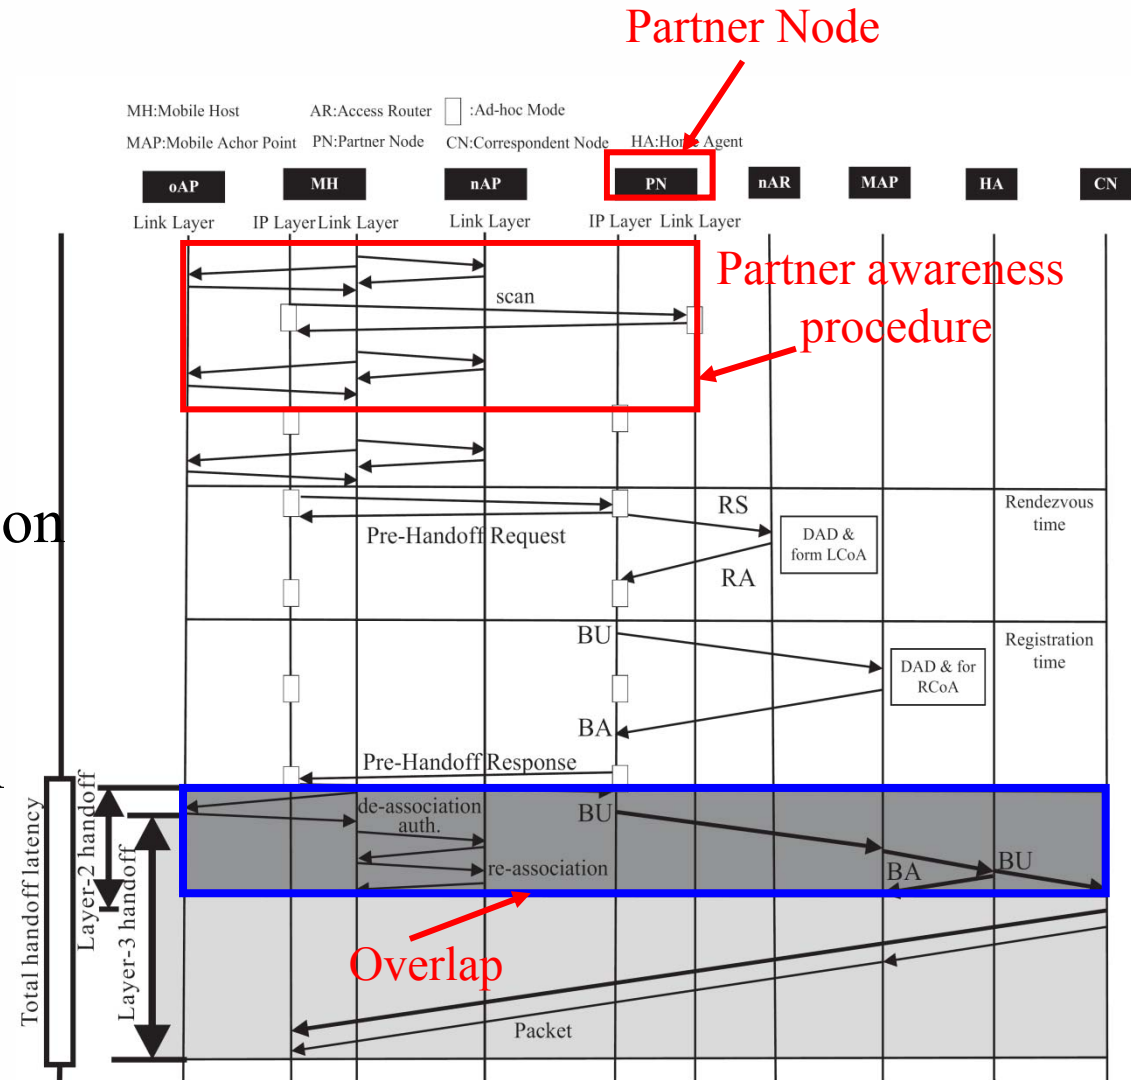 Partner Node
MH:Mobile Host AR:Access Router :Ad-hoc Mode
MAP:Mobile Achor Point PN:Partner Node CN:Correspondent Node HA:Home Agent
oAP MH nAP PN nAR MAP HA CN
Link Layer IP Layer Link Layer Link Layer IP Layer Link Layer
Partner awareness
procedure
scan
on
Pre-Handoff Request
RS
RA
DAD &
form LCoA
Rendezvous
time
BU
BA
DAD & for
RCoA
Registration
time
Pre-Handoff Response
de-association
auth.
re-association
BU
BA
BU
Overlap
Packet
Total handoff latency
Layer-2 handoff
Layer-3 handoff